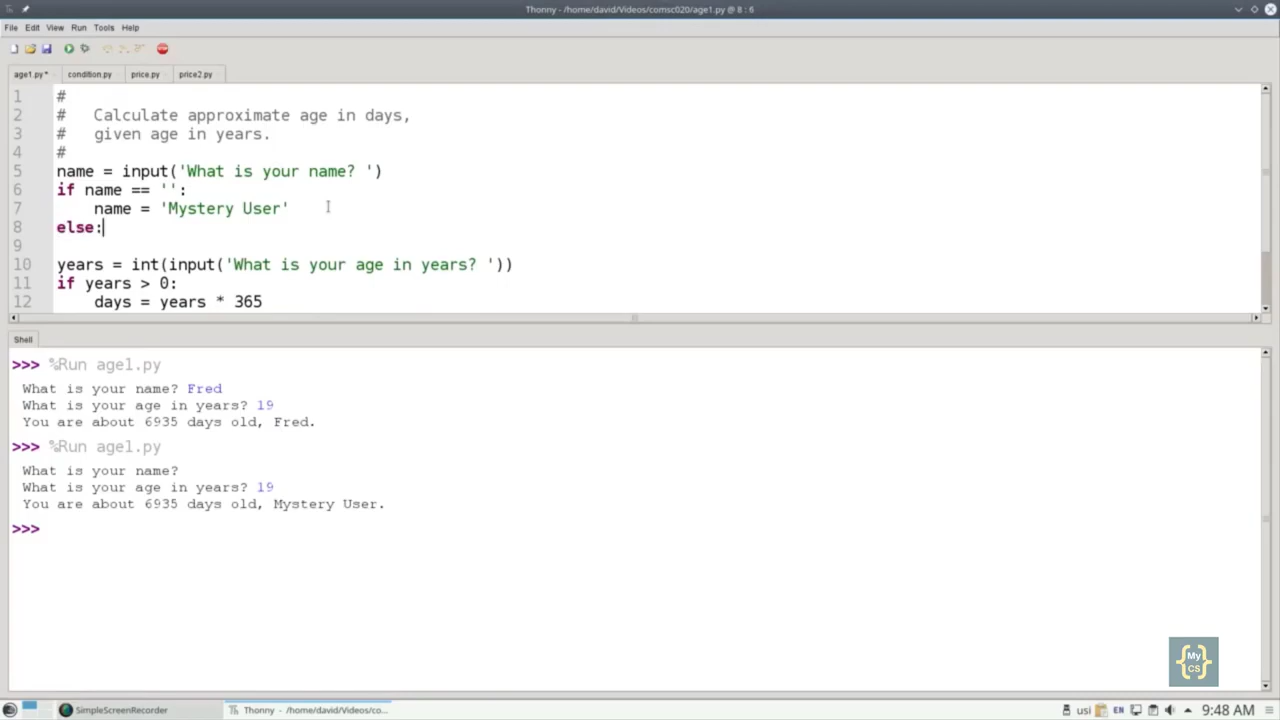 Thonny - /home/david/Videos/comsc020/age1.py @ 8 : 6
File Edit View Run Tools Help
age1.py * condition.py price.py price2.py
1 #
2 # Calculate approximate age in days,
3 # given age in years.
4 #
5 name = input('What is your name? ')
6 if name == '':
7 name = 'Mystery User'
8 else:
9
10 years = int(input('What is your age in years? '))
11 if years > 0:
12 days = years * 365
Shell
>>> %Run age1.py
What is your name? Fred
What is your age in years? 19
You are about 6935 days old, Fred.
>>> %Run age1.py
What is your name?
What is your age in years? 19
You are about 6935 days old, Mystery User.
>>>
{My CS}
SimpleScreenRecorder Thonny - /home/david/Videos/co... usi EN 9:48 AM